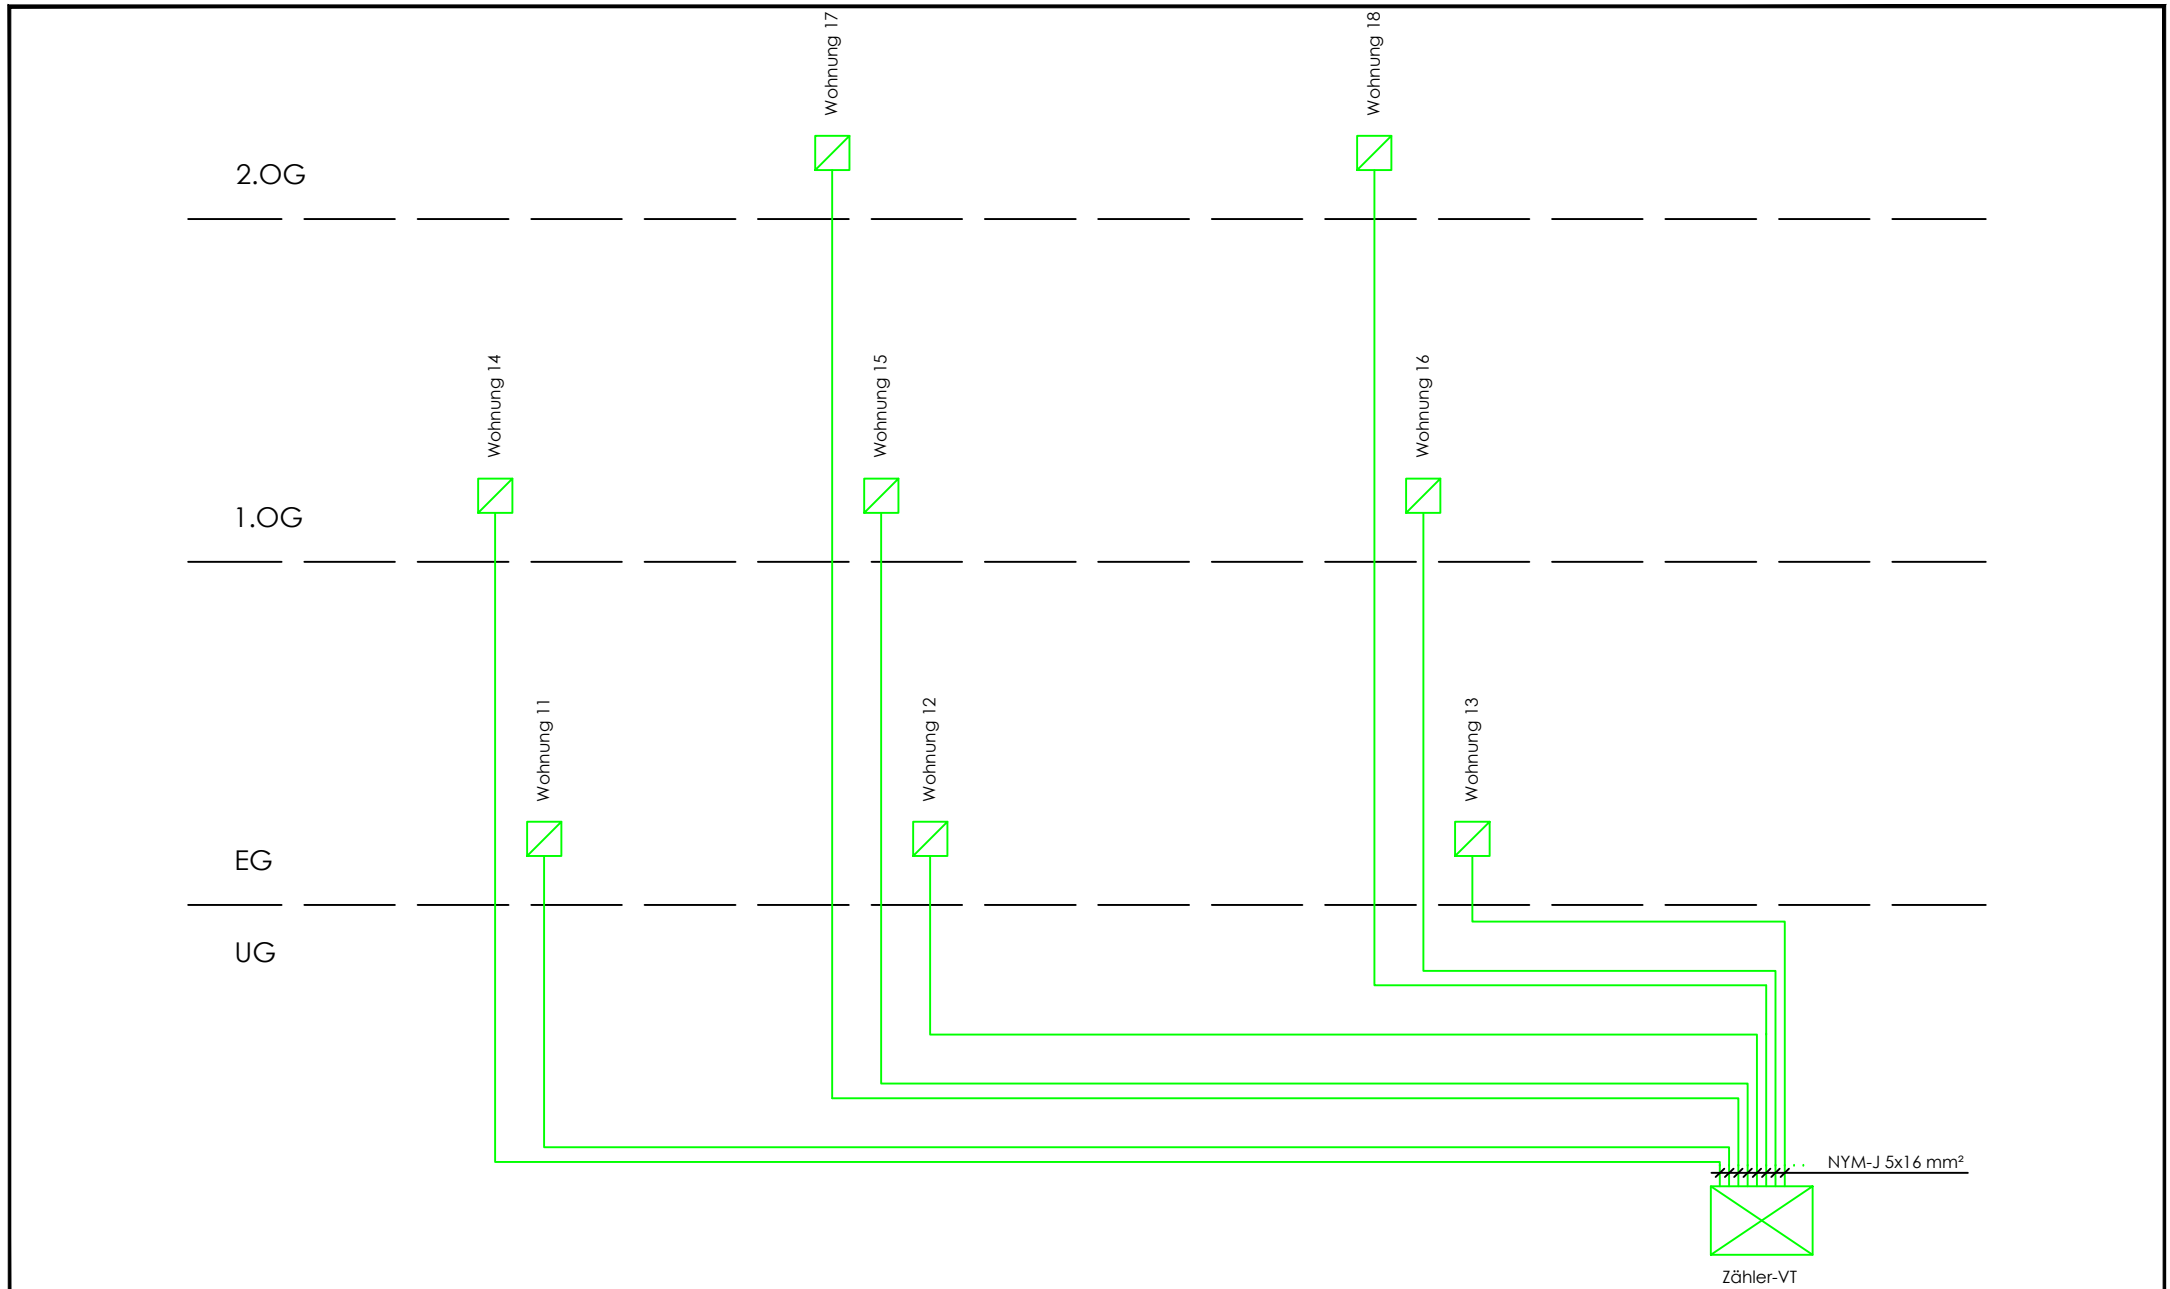 Wohnung 17
Wohnung 18
2.OG
Wohnung 14
Wohnung 15
Wohnung 16
1.OG
Wohnung 11
Wohnung 12
Wohnung 13
EG
UG
NYM-J 5x16 mm²
Zähler-VT